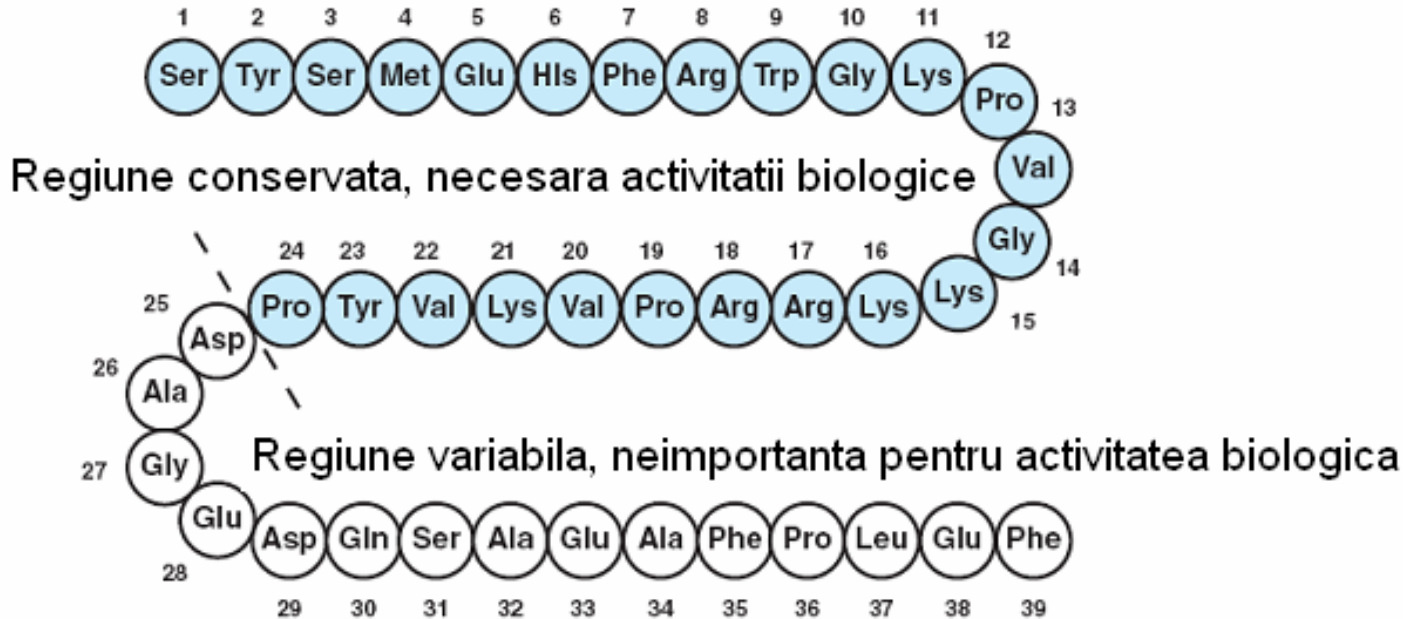 1 2 3 4 5 6 7 8 9 10 11
Ser Tyr Ser Met Glu HIs Phe Arg Trp Gly Lys
12
Pro
13
Val
Regiune conservata, necesara activitatii biologice
Gly
14
24 23 22 21 20 19 18 17 16
Pro Tyr Val Lys Val Pro Arg Arg Lys Lys
15
25
Asp
26
Ala
Regiune variabila, neimportanta pentru activitatea biologica
27
Gly
Glu
28
Asp Gln Ser Ala Glu Ala Phe Pro Leu Glu Phe
29 30 31 32 33 34 35 36 37 38 39